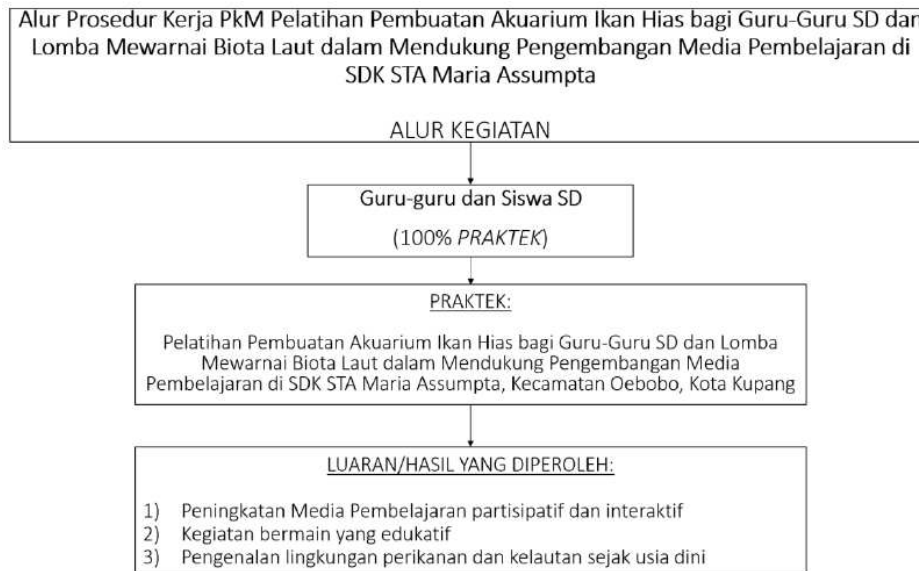 Alur Prosedur Kerja PkM Pelatihan Pembuatan Akuarium Ikan Hias bagi Guru-Guru SD dan
Lomba Mewarnai Biota Laut dalam Mendukung Pengembangan Media Pembelajaran di
SDK STA Maria Assumpta
ALUR KEGIATAN
Guru-guru dan Siswa SD
(100% PRAKTEK)
PRAKTEK:
Pelatihan Pembuatan Akuarium Ikan Hias bagi Guru-Guru SD dan Lomba
Mewarnai Biota Laut dalam Mendukung Pengembangan Media
Pembelajaran di SDK STA Maria Assumpta, Kecamatan Oebobo, Kota Kupang
LUARAN/HASIL YANG DIPEROLEH:
1) Peningkatan Media Pembelajaran partisipatif dan interaktif
2) Kegiatan bermain yang edukatif
3) Pengenalan lingkungan perikanan dan kelautan sejak usia dini